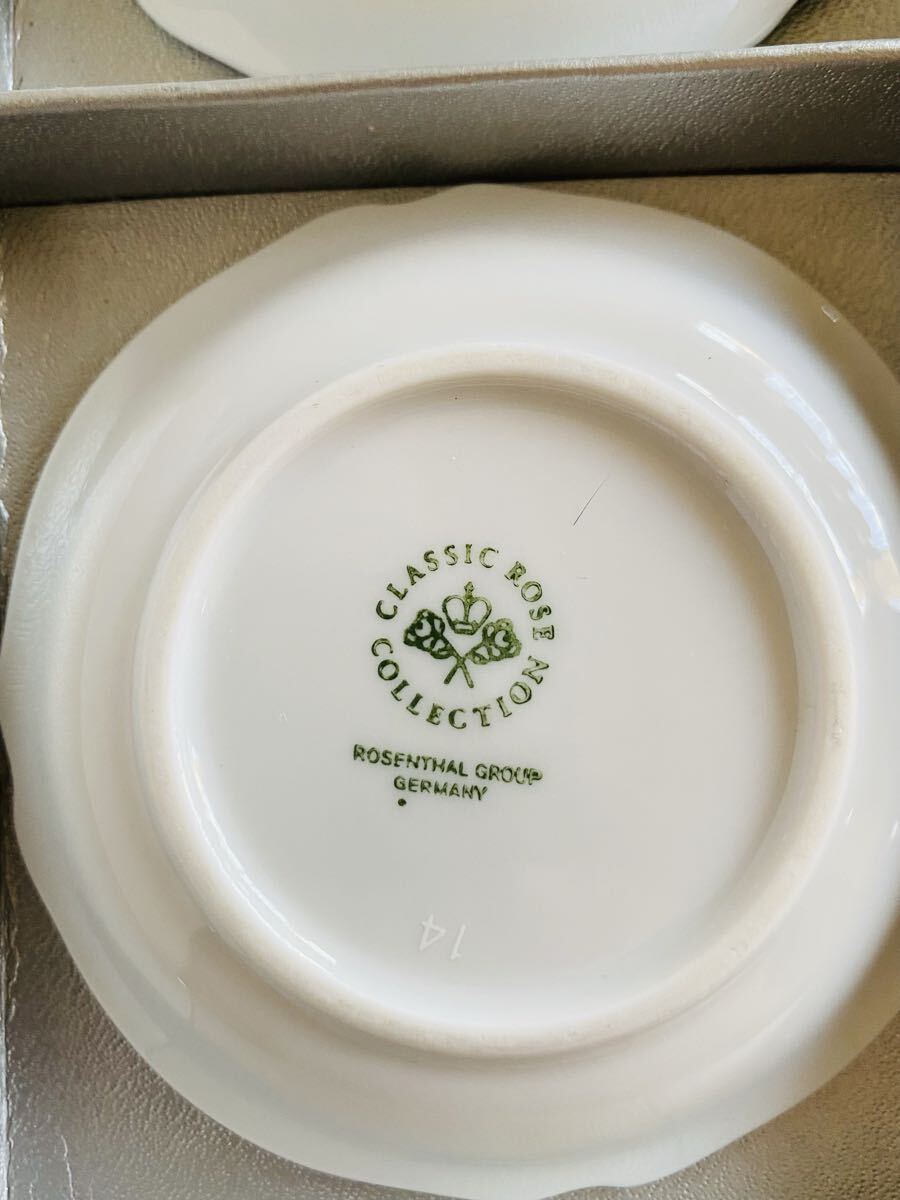 CLASSIC ROSE
COLLECTION
ROSENTHAL GROUP
GERMANY
14